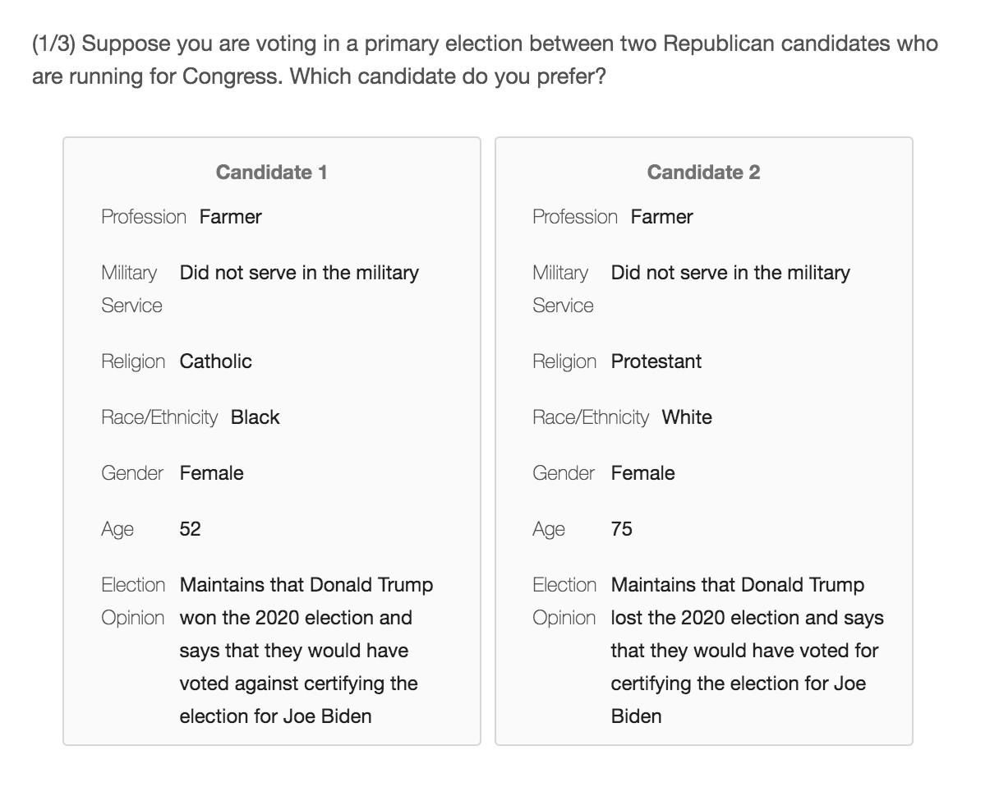 (1/3) Suppose you are voting in a primary election between two Republican candidates who
are running for Congress. Which candidate do you prefer?
Candidate 1
Profession Farmer
Military Did not serve in the military
Service
Religion Catholic
Race/Ethnicity Black
Gender Female
Age 52
Election Maintains that Donald Trump
Opinion won the 2020 election and
says that they would have
voted against certifying the
election for Joe Biden
Candidate 2
Profession Farmer
Military Did not serve in the military
Service
Religion Protestant
Race/Ethnicity White
Gender Female
Age 75
Election Maintains that Donald Trump
Opinion lost the 2020 election and says
that they would have voted for
certifying the election for Joe
Biden